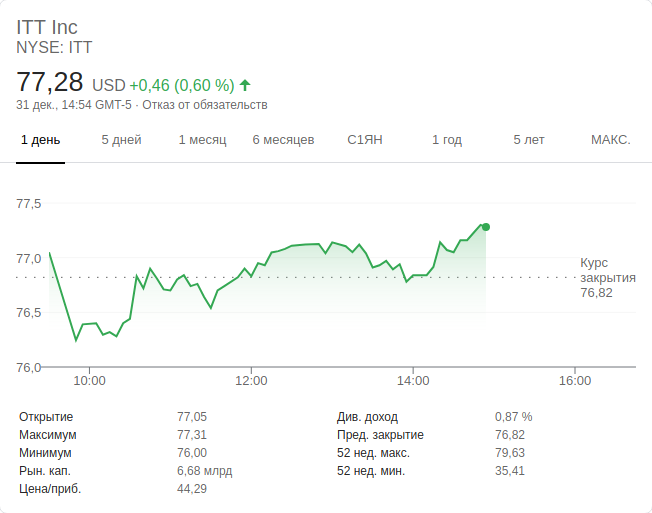 ITT Inc
NYSE: ITT
77,28 USD +0,46 (0,60 %)
31 дек., 14:54 GMT-5 · Отказ от обязательств
1 день 5 дней 1 месяц 6 месяцев С1ЯН 1 год 5 лет МАКС.
77,5
77,0
76,5
76,0
Курс
закрытия
76,82
10:00 12:00 14:00 16:00
Открытие 77,05 Див. доход 0,87 %
Максимум 77,31 Пред. закрытие 76,82
Минимум 76,00 52 нед. макс. 79,63
Рын. кап. 6,68 млрд 52 нед. мин. 35,41
Цена/приб. 44,29